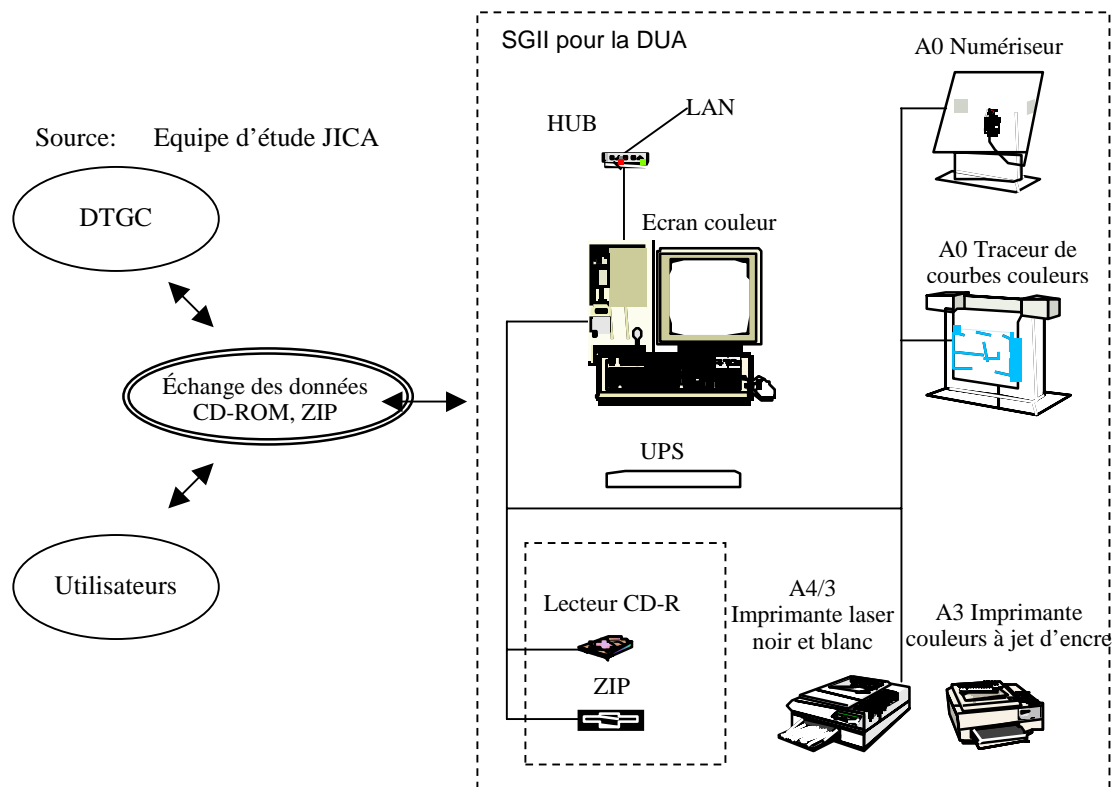 SGII pour la DUA
A0 Numériseur
LAN
HUB
Source: Equipe d'étude JICA
DTGC
Ecran couleur
A0 Traceur de
courbes couleurs
Échange des données
CD-ROM, ZIP
UPS
Utilisateurs
Lecteur CD-R
ZIP
A4/3
Imprimante laser
noir et blanc
A3 Imprimante
couleurs à jet d'encre